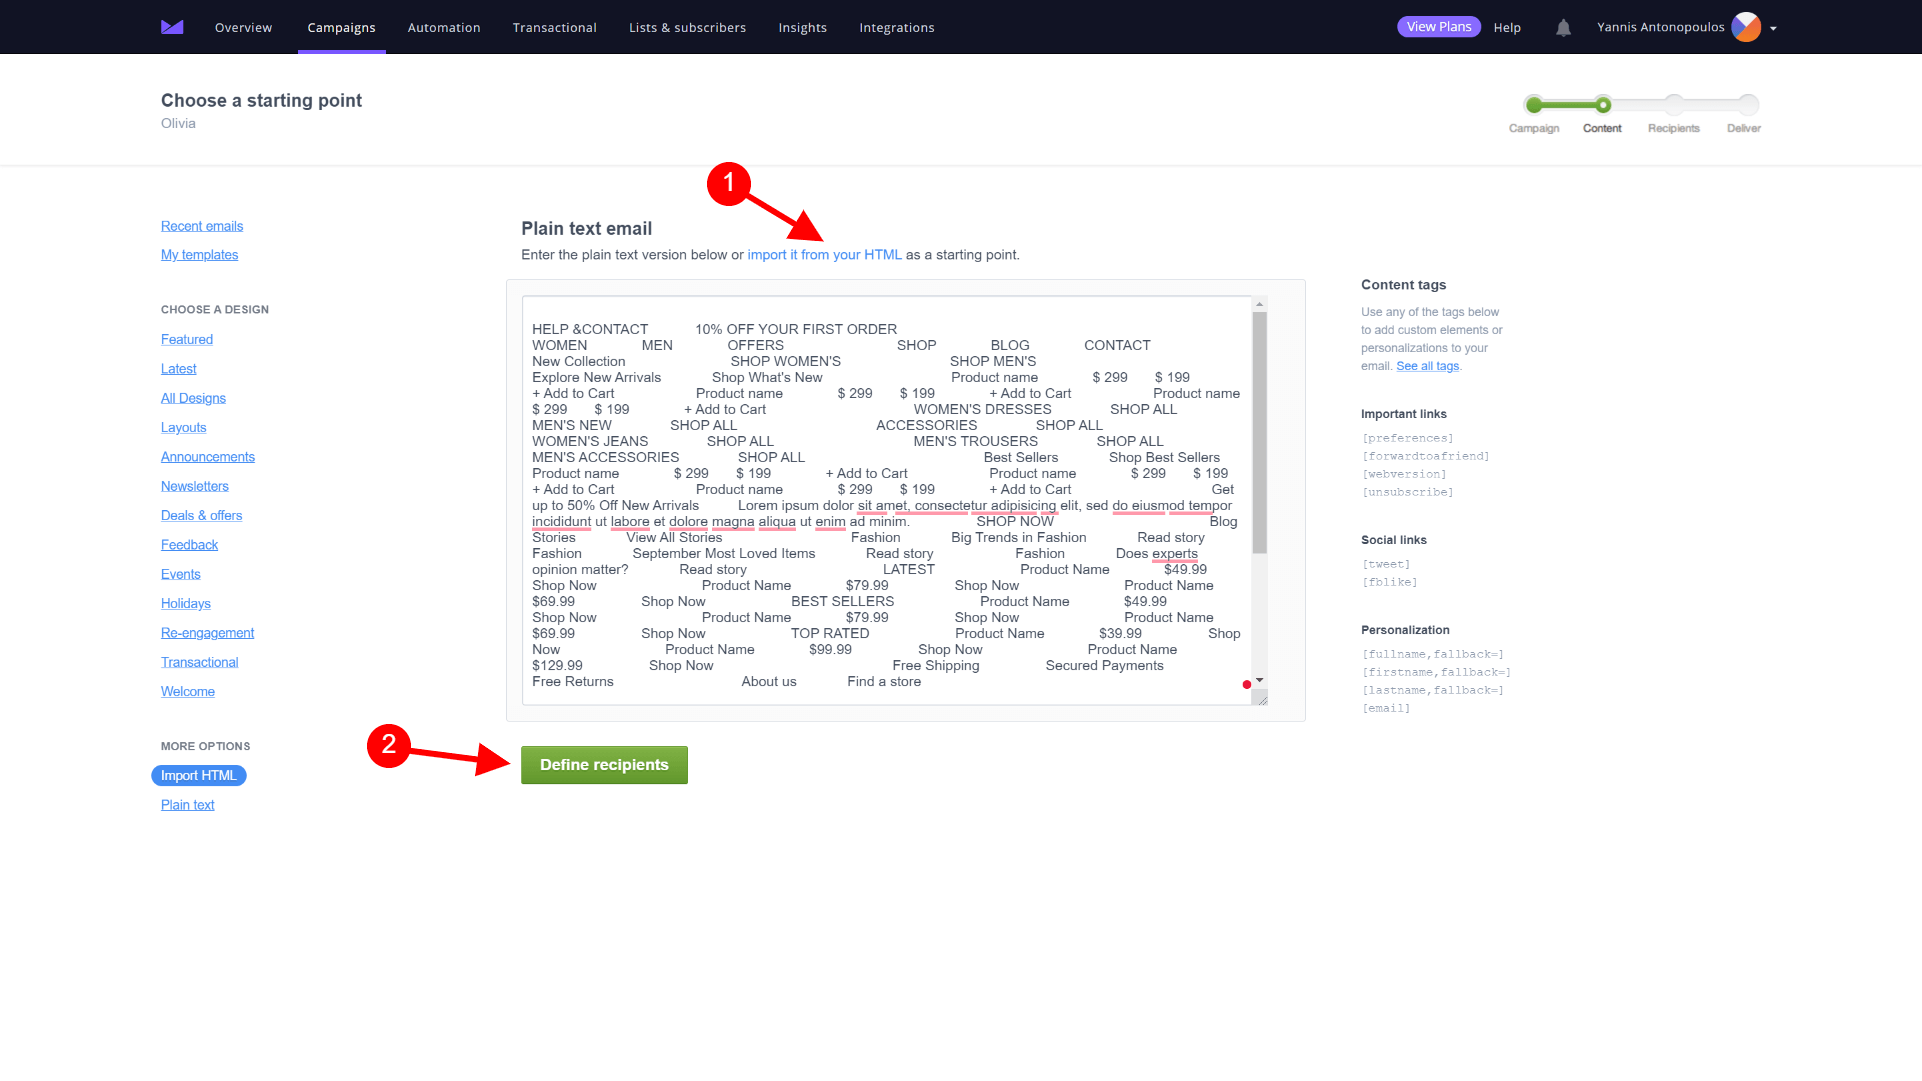 Overview Campaigns Automation Transactional Lists & subscribers Insights Integrations View Plans Help Yannis Antonopoulos
Choose a starting point
Olivia
Campaign Content Recipients Deliver
1
Recent emails
My templates
CHOOSE A DESIGN
Featured
Latest
All Designs
Layouts
Announcements
Newsletters
Deals & offers
Feedback
Events
Holidays
Re-engagement
Transactional
Welcome
MORE OPTIONS
Import HTML
Plain text
Plain text email
Enter the plain text version below or import it from your HTML as a starting point.
HELP &CONTACT 10% OFF YOUR FIRST ORDER
WOMEN MEN OFFERS SHOP BLOG CONTACT
New Collection SHOP WOMEN'S SHOP MEN'S
Explore New Arrivals Shop What's New Product name $ 299 $ 199
+ Add to Cart Product name $ 299 $ 199 + Add to Cart Product name
$ 299 $ 199 + Add to Cart WOMEN'S DRESSES SHOP ALL
MEN'S NEW SHOP ALL ACCESSORIES SHOP ALL
WOMEN'S JEANS SHOP ALL MEN'S TROUSERS SHOP ALL
MEN'S ACCESSORIES SHOP ALL Best Sellers Shop Best Sellers
Product name $ 299 $ 199 + Add to Cart Product name $ 299 $ 199
+ Add to Cart Product name $ 299 $ 199 + Add to Cart Get
up to 50% Off New Arrivals Lorem ipsum dolor sit amet, consectetur adipisicing elit, sed do eiusmod tempor
incididunt ut labore et dolore magna aliqua ut enim ad minim. SHOP NOW Blog
Stories View All Stories Fashion Big Trends in Fashion Read story
Fashion September Most Loved Items Read story Fashion Does experts
opinion matter? Read story LATEST Product Name $49.99
Shop Now Product Name $79.99 Shop Now Product Name
$69.99 Shop Now BEST SELLERS Product Name $49.99
Shop Now Product Name $79.99 Shop Now Product Name
$69.99 Shop Now TOP RATED Product Name $39.99 Shop
Now Product Name $99.99 Shop Now Product Name
$129.99 Shop Now Free Shipping Secured Payments
Free Returns About us Find a store
2
Define recipients
Content tags
Use any of the tags below
to add custom elements or
personalizations to your
email. See all tags.
Important links
[preferences]
[forwardtoafriend]
[webversion]
[unsubscribe]
Social links
[tweet]
[fblike]
Personalization
[fullname,fallback=]
[firstname,fallback=]
[lastname,fallback=]
[email]